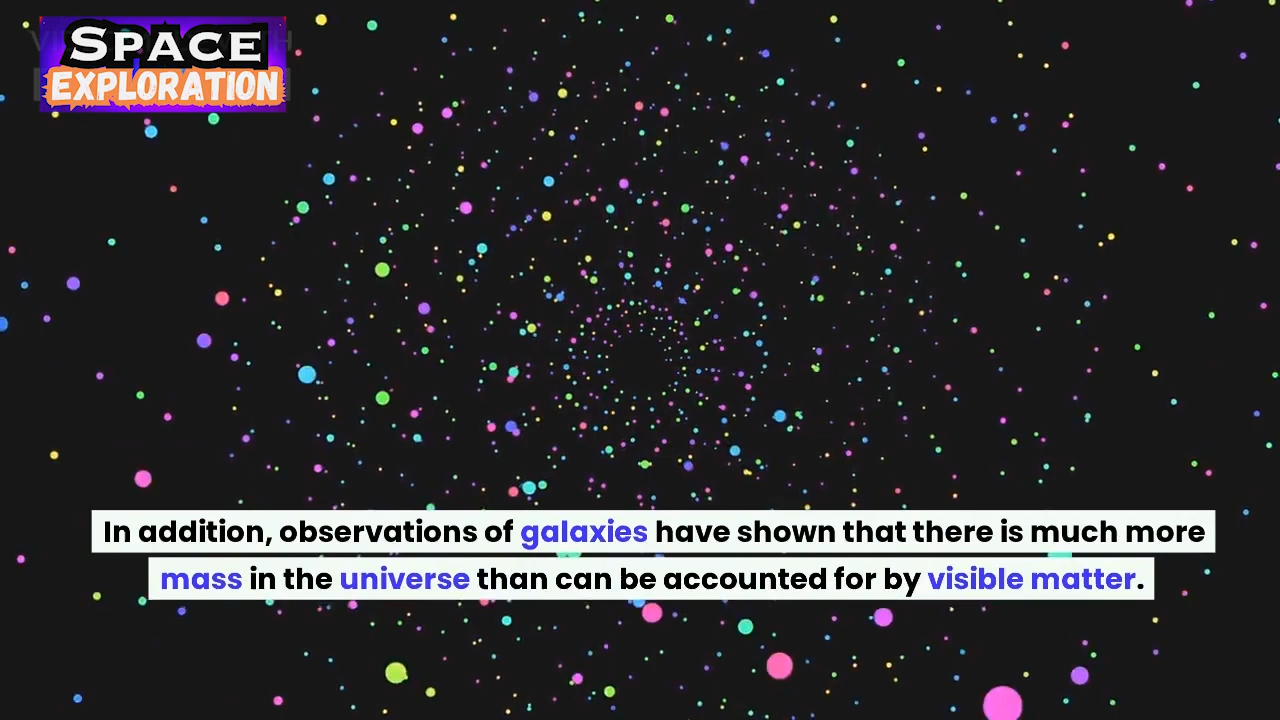 SPACE
EXPLORATION
In addition, observations of galaxies have shown that there is much more
mass in the universe than can be accounted for by visible matter.